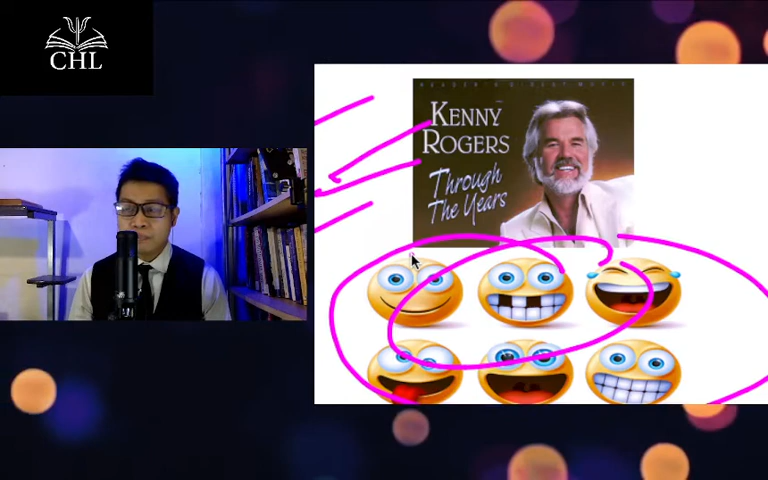 CHL
READER'S DIGEST MUSIC
KENNY
ROGERS
Through
The Years